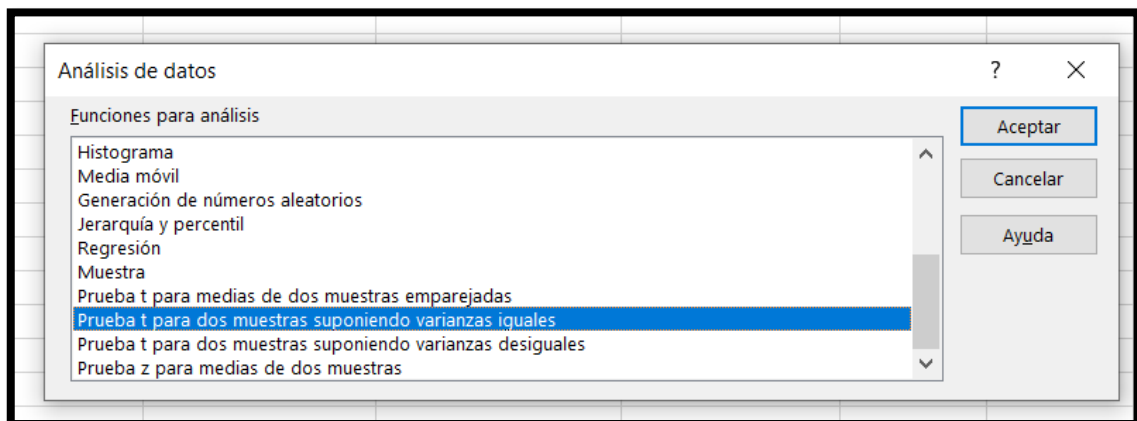 Análisis de datos
?
Funciones para análisis
Histograma
Media móvil
Generación de números aleatorios
Jerarquía y percentil
Regresión
Muestra
Prueba t para medias de dos muestras emparejadas
Prueba t para dos muestras suponiendo varianzas iguales
Prueba t para dos muestras suponiendo varianzas desiguales
Prueba z para medias de dos muestras
Aceptar
Cancelar
Ayuda